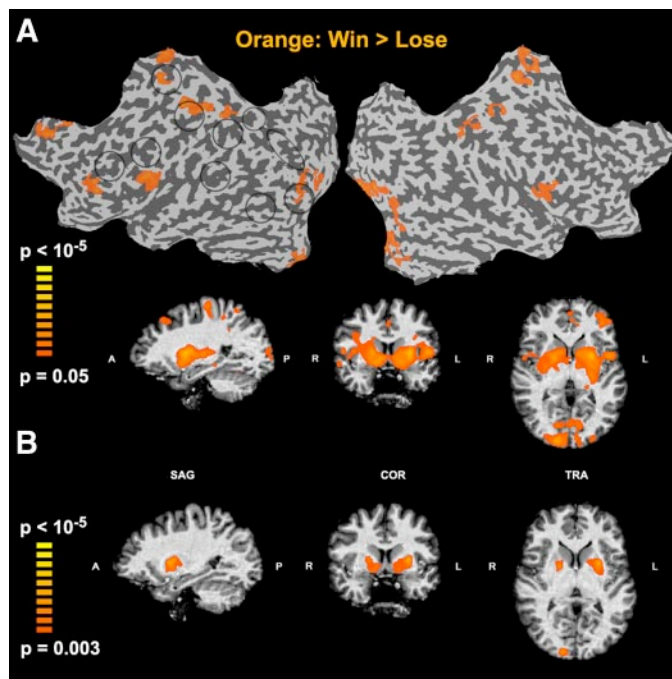 A
Orange: Win > Lose
p < 10-5
p = 0.05
A P R L R L
B
SAG COR TRA
p < 10-5
A P R L R L
p = 0.003